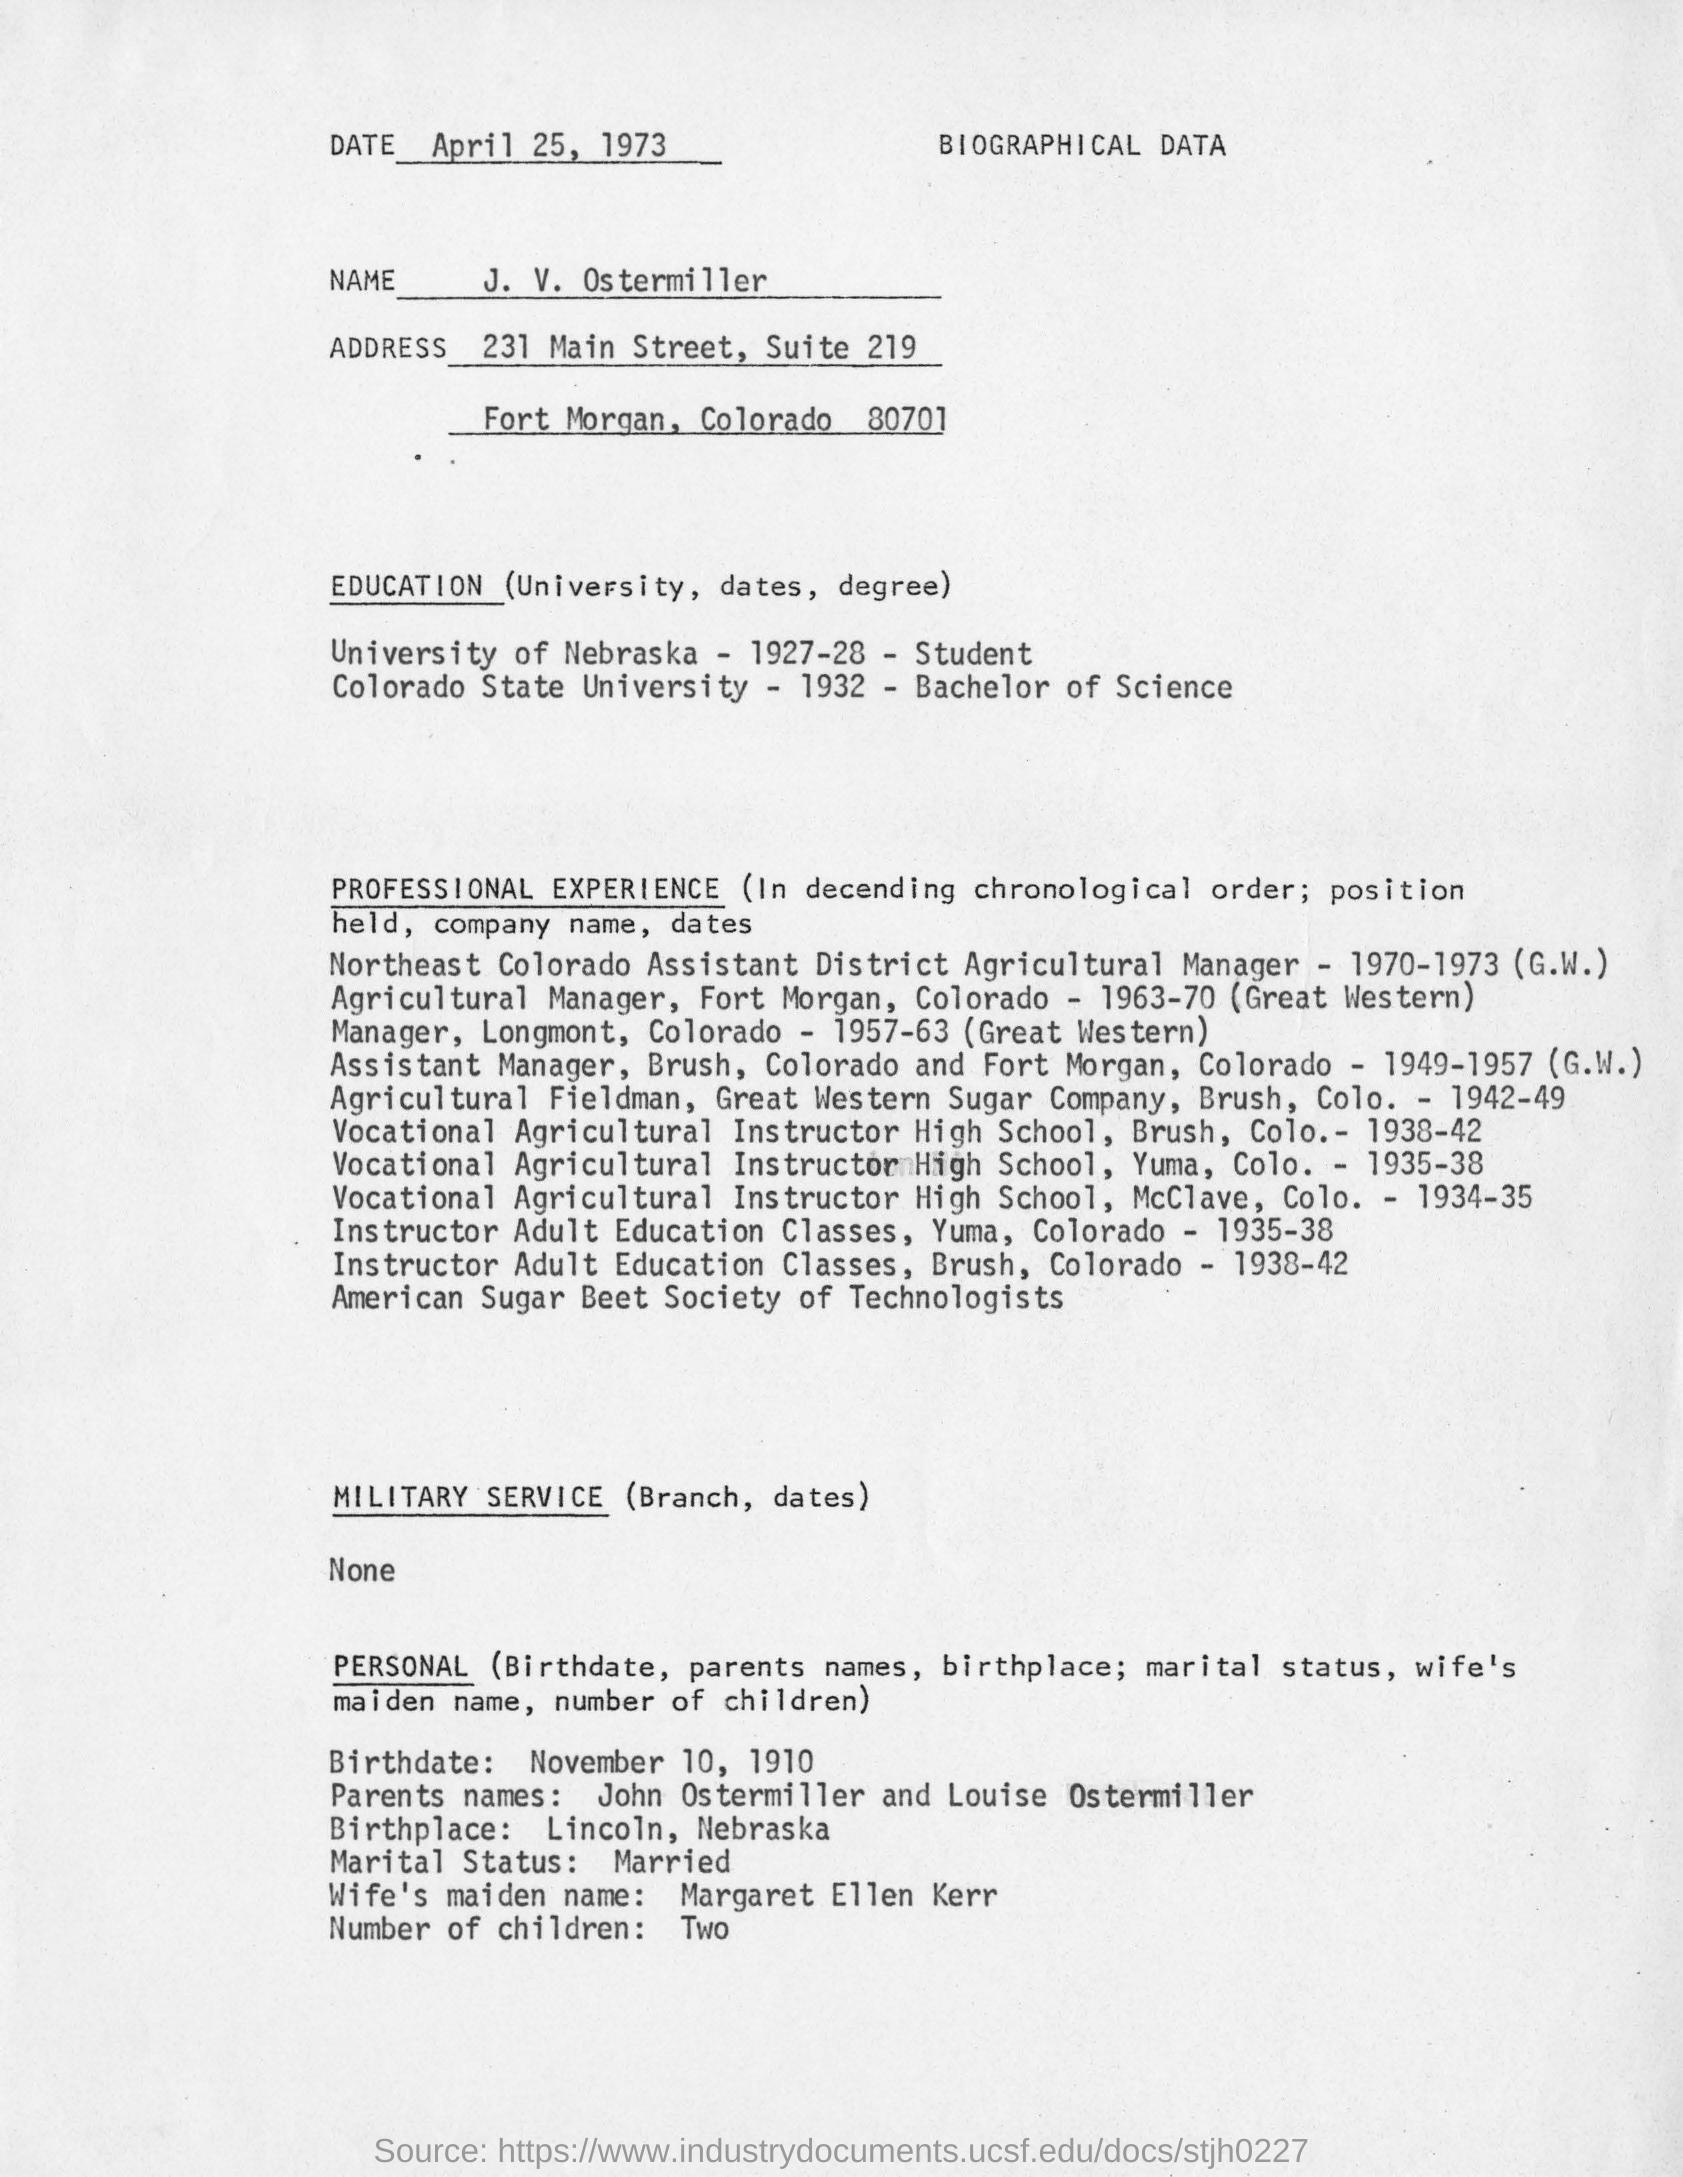 DATE April 25, 1973 BIOGRAPHICAL DATA
NAME J. V. Ostermiller
ADDRESS 231 Main Street, Suite 219
Fort Morgan, Colorado 80701
EDUCATION (University, dates, degree)
University of Nebraska - 1927-28 - Student
Colorado State University - 1932 - Bachelor of Science
PROFESSIONAL EXPERIENCE (In decending chronological order; position
held, company name, dates
Northeast Colorado Assistant District Agricultural Manager - 1970-1973 (G.W.)
Agricultural Manager, Fort Morgan, Colorado - 1963-70 (Great Western)
Manager, Longmont, Colorado - 1957-63 (Great Western)
Assistant Manager, Brush, Colorado and Fort Morgan, Colorado - 1949-1957 (G.W.)
Agricultural Fieldman, Great Western Sugar Company, Brush, Colo. - 1942-49
Vocational Agricultural Instructor High School, Brush, Colo.- 1938-42
Vocational Agricultural Instructor High School, Yuma, Colo. - 1935-38
Vocational Agricultural Instructor High School, McClave, Colo. - 1934-35
Instructor Adult Education Classes, Yuma, Colorado - 1935-38
Instructor Adult Education Classes, Brush, Colorado - 1938-42
American Sugar Beet Society of Technologists
MILITARY SERVICE (Branch, dates)
None
PERSONAL (Birthdate, parents names, birthplace; marital status, wife's
maiden name, number of children)
Birthdate: November 10, 1910
Parents names: John Ostermiller and Louise Ostermiller
Birthplace: Lincoln, Nebraska
Marital Status: Married
Wife's maiden name: Margaret Ellen Kerr
Number of children: Two
Source: https://www.industrydocuments.ucsf.edu/docs/stjh0227